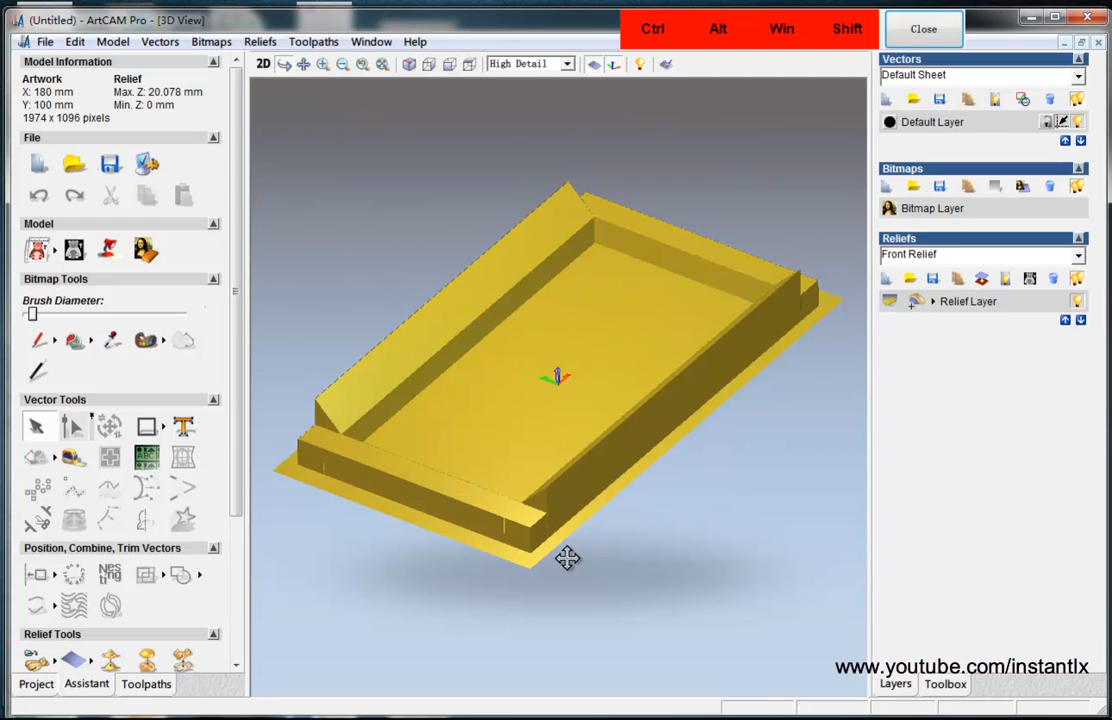 (Untitled) - ArtCAM Pro - [3D View]
Ctrl Alt Win Shift Close
File Edit Model Vectors Bitmaps Reliefs Toolpaths Window Help
Model Information
Artwork Relief
X: 180 mm Max. Z: 20.078 mm
Y: 100 mm Min. Z: 0 mm
1974 x 1096 pixels
File
Model
Bitmap Tools
Brush Diameter:
Vector Tools
ABC
Nes
ting
Position, Combine, Trim Vectors
Relief Tools
Project Assistant Toolpaths
2D High Detail
Vectors
Default Sheet
Default Layer
Bitmaps
Bitmap Layer
Reliefs
Front Relief
Relief Layer
www.youtube.com/instantlx
Layers Toolbox